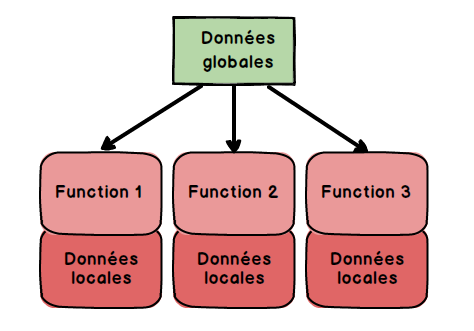 Données
globales
Function 1
Function 2
Function 3
Données
locales
Données
locales
Données
locales